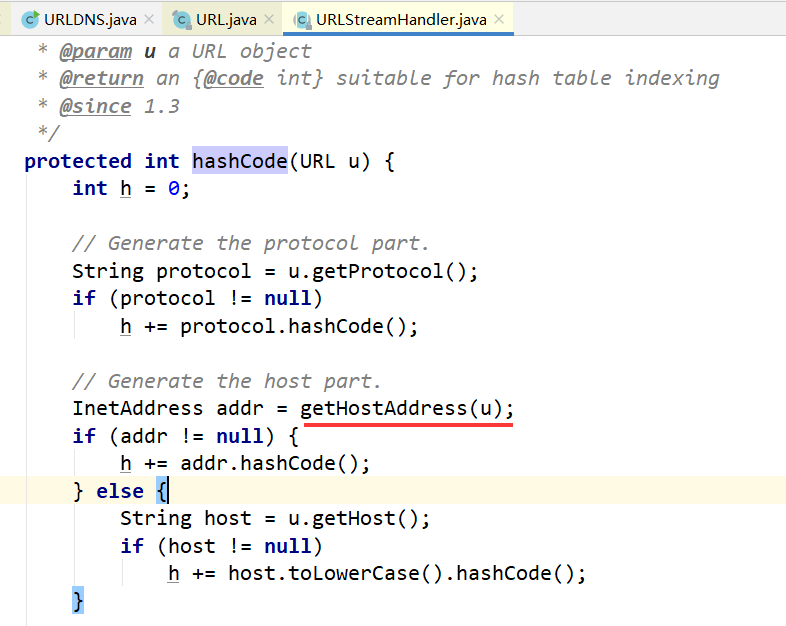 URLDNS.java × URL.java × URLStreamHandler.java ×
* @param u a URL object
* @return an {@code int} suitable for hash table indexing
* @since 1.3
*/
protected int hashCode(URL u) {
int h = 0;
// Generate the protocol part.
String protocol = u.getProtocol();
if (protocol != null)
h += protocol.hashCode();
// Generate the host part.
InetAddress addr = getHostAddress(u);
if (addr != null) {
h += addr.hashCode();
} else {
String host = u.getHost();
if (host != null)
h += host.toLowerCase().hashCode();
}